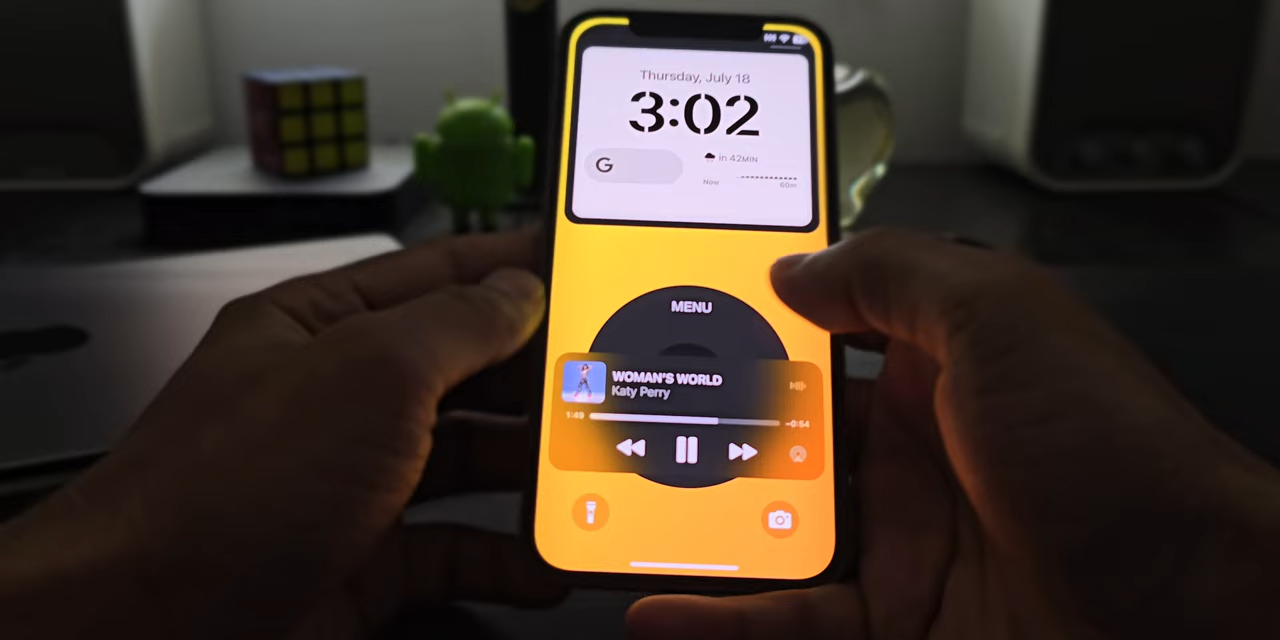 Thursday, July 18
3:02
G
in 42MIN
Now
60m
MENU
WOMAN'S WORLD
Katy Perry
1:49
-0:54